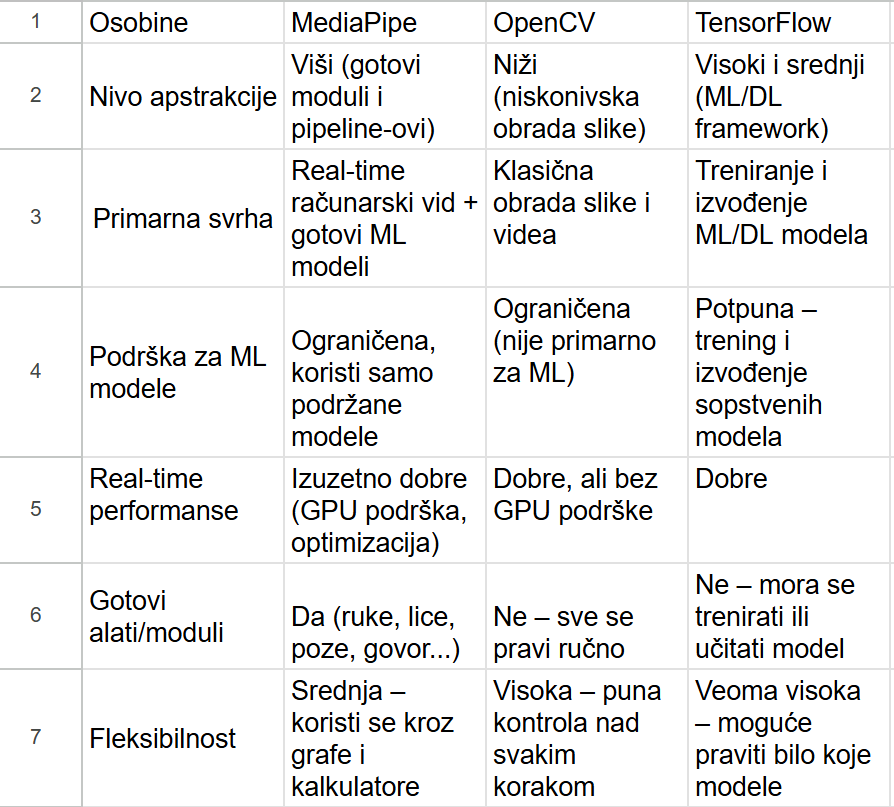 1 Osobine MediaPipe OpenCV TensorFlow
2 Nivo apstrakcije
Viši (gotovi
moduli i
pipeline-ovi)
Niži
(niskonivska
obrada slike)
Visoki i srednji
(ML/DL
framework)
3 Primarna svrha
Real-time
računarski vid +
gotovi ML
modeli
Klasična
obrada slike i
videa
Treniranje i
izvođenje
ML/DL modela
4 Podrška za ML
modele
Ograničena,
koristi samo
podržane
modele
Ograničena
(nije primarno
za ML)
Potpuna –
trening i
izvođenje
sopstvenih
modela
5 Real-time
performanse
Izuzetno dobre
(GPU podrška,
optimizacija)
Dobre, ali bez
GPU podrške
Dobre
6 Gotovi
alati/moduli
Da (ruke, lice,
poze, govor...)
Ne – sve se
pravi ručno
Ne – mora se
trenirati ili
učitati model
7 Fleksibilnost
Srednja –
koristi se kroz
grafe i
kalkulatore
Visoka – puna
kontrola nad
svakim
korakom
Veoma visoka
– moguće
praviti bilo koje
modele